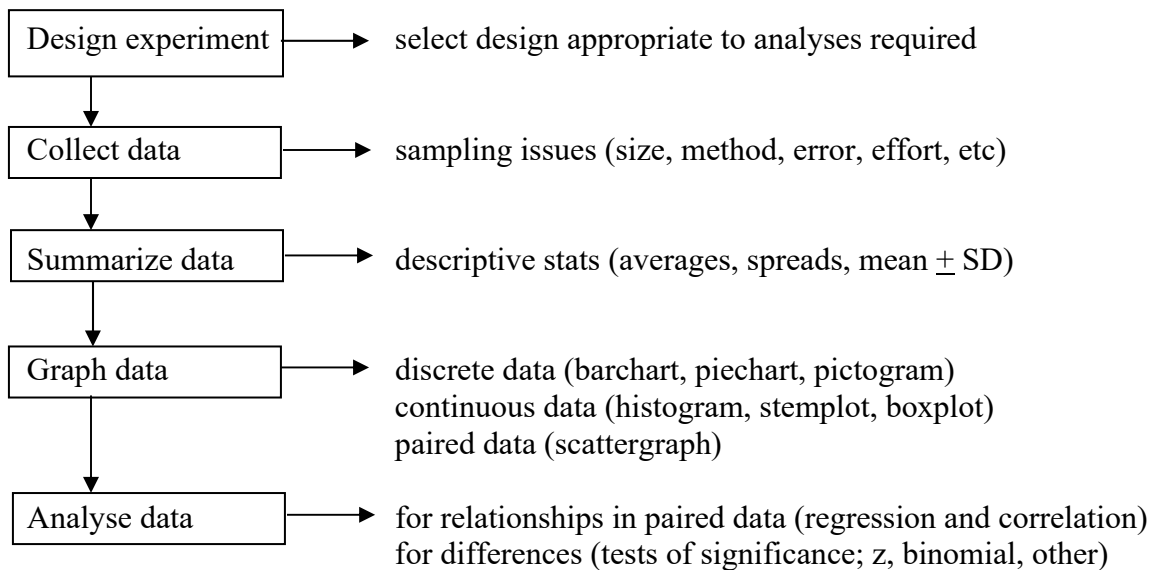 Design experiment select design appropriate to analyses required
Collect data sampling issues (size, method, error, effort, etc)
Summarize data descriptive stats (averages, spreads, mean ± SD)
Graph data discrete data (barchart, piechart, pictogram)
continuous data (histogram, stemplot, boxplot)
paired data (scattergraph)
Analyse data for relationships in paired data (regression and correlation)
for differences (tests of significance; z, binomial, other)